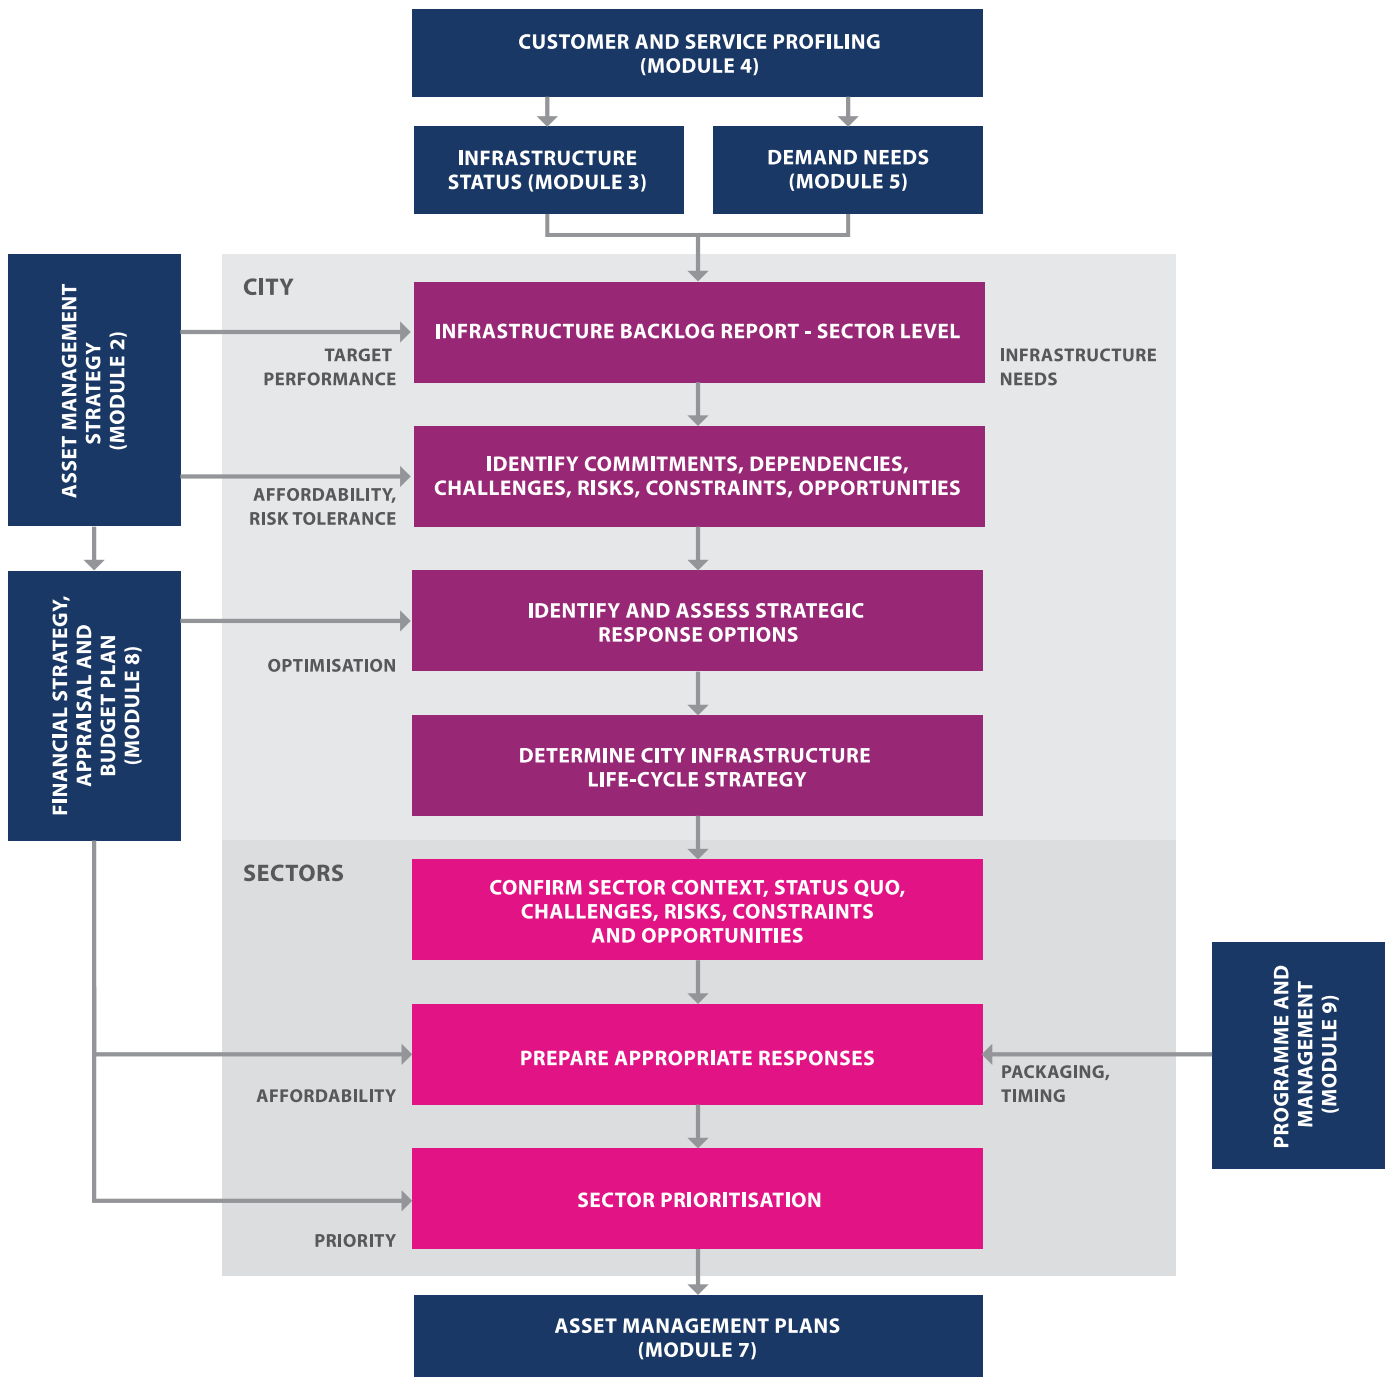 CUSTOMER AND SERVICE PROFILING
(MODULE 4)
INFRASTRUCTURE
STATUS (MODULE 3)
DEMAND NEEDS
(MODULE 5)
ASSET MANAGEMENT
STRATEGY
(MODULE 2)
CITY
INFRASTRUCTURE BACKLOG REPORT - SECTOR LEVEL
TARGET
PERFORMANCE
INFRASTRUCTURE
NEEDS
IDENTIFY COMMITMENTS, DEPENDENCIES,
CHALLENGES, RISKS, CONSTRAINTS, OPPORTUNITIES
AFFORDABILITY,
RISK TOLERANCE
FINANCIAL STRATEGY,
APPRAISAL AND
BUDGET PLAN
(MODULE 8)
IDENTIFY AND ASSESS STRATEGIC
RESPONSE OPTIONS
OPTIMISATION
DETERMINE CITY INFRASTRUCTURE
LIFE-CYCLE STRATEGY
SECTORS
CONFIRM SECTOR CONTEXT, STATUS QUO,
CHALLENGES, RISKS, CONSTRAINTS
AND OPPORTUNITIES
PREPARE APPROPRIATE RESPONSES
AFFORDABILITY
PACKAGING,
TIMING
PROGRAMME AND
MANAGEMENT
(MODULE 9)
SECTOR PRIORITISATION
PRIORITY
ASSET MANAGEMENT PLANS
(MODULE 7)